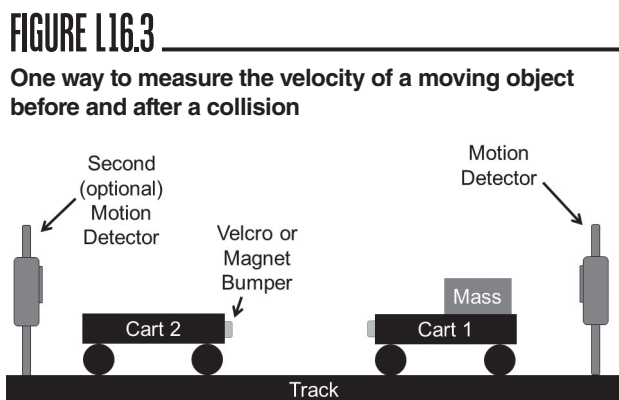 FIGURE L16.3
One way to measure the velocity of a moving object
before and after a collision
Second
(optional)
Motion
Detector
Velcro or
Magnet
Bumper
Motion
Detector
Mass
Cart 2
Cart 1
Track